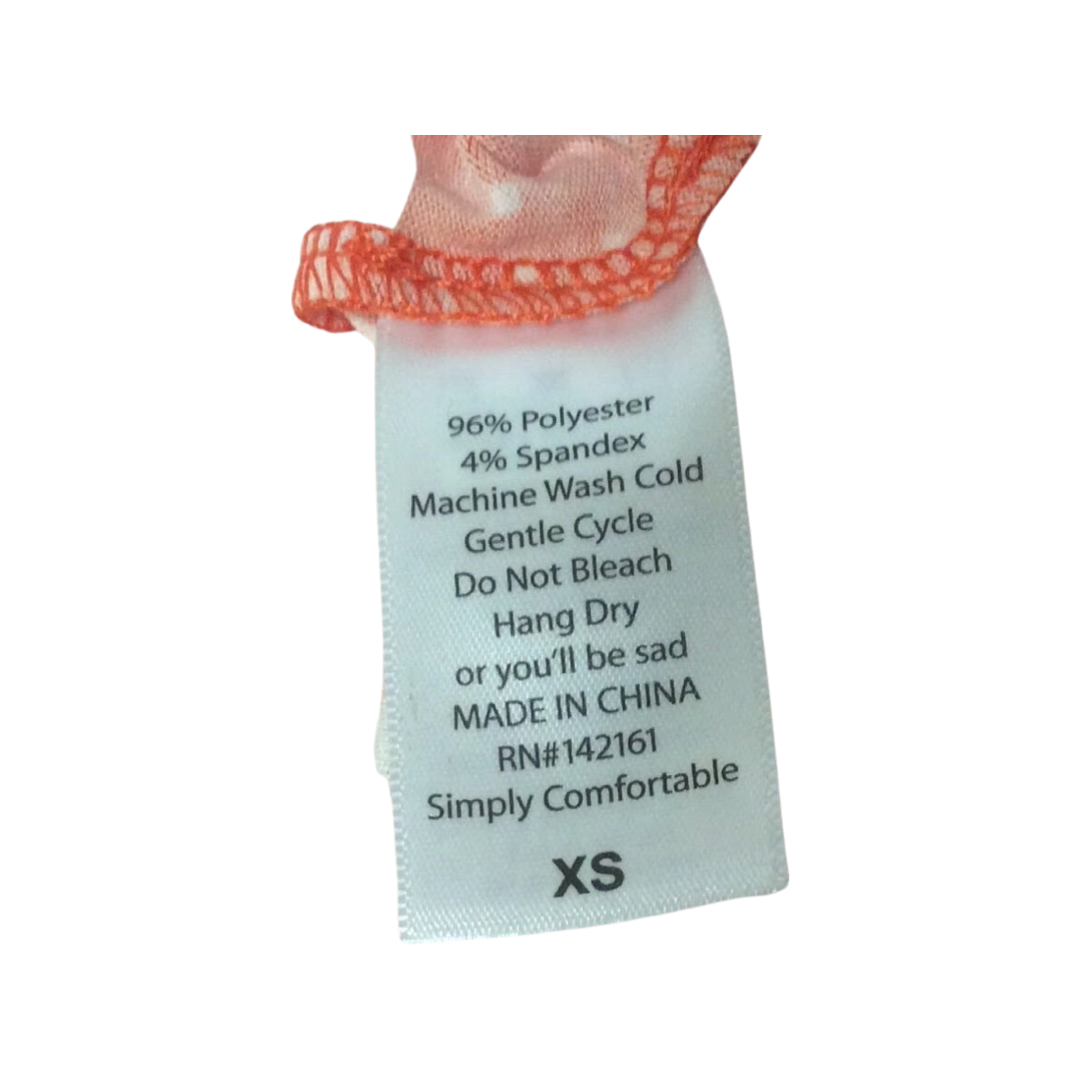 96% Polyester
4% Spandex
Machine Wash Cold
Gentle Cycle
Do Not Bleach
Hang Dry
or you'll be sad
MADE IN CHINA
RN#142161
Simply Comfortable
XS